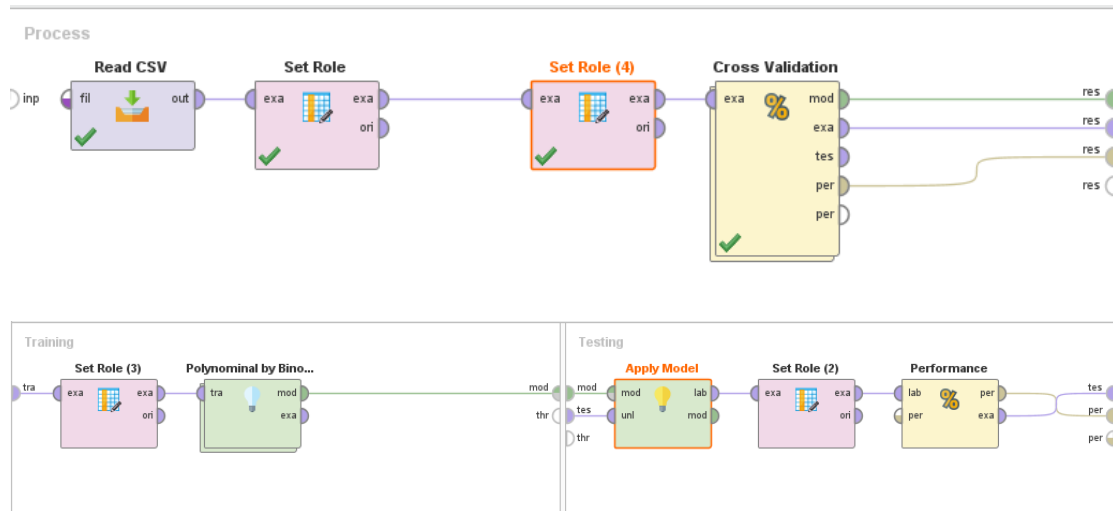 Process
Read CSV Set Role Set Role (4) Cross Validation
inp fil out exa exa exa exa exa mod res
ori ori exa res
tes res
per res
per
Training Testing
Set Role (3) Polynominal by Bino... Apply Model Set Role (2) Performance
tra exa exa tra mod mod mod mod lab exa exa lab per tes
ori exa thr tes unl mod ori per exa per
thr per